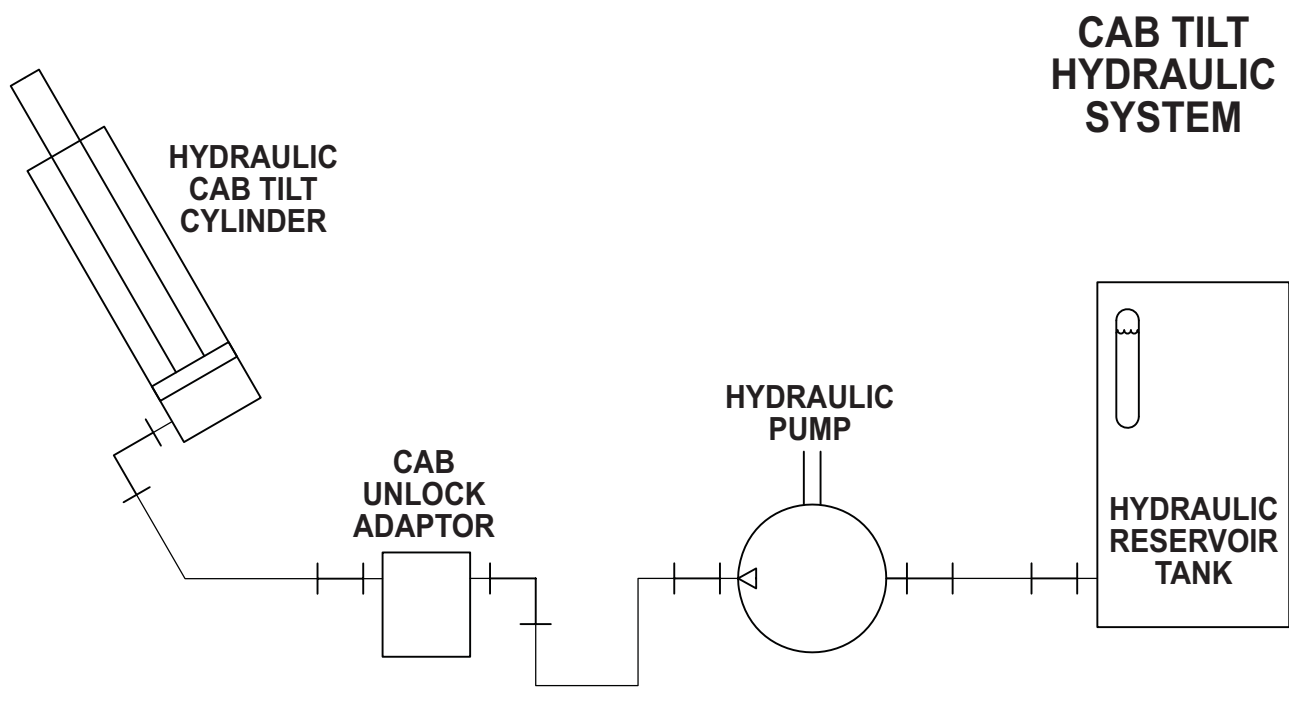 CAB TILT
HYDRAULIC
SYSTEM
HYDRAULIC
CAB TILT
CYLINDER
HYDRAULIC
PUMP
CAB
UNLOCK
ADAPTOR
HYDRAULIC
RESERVOIR
TANK